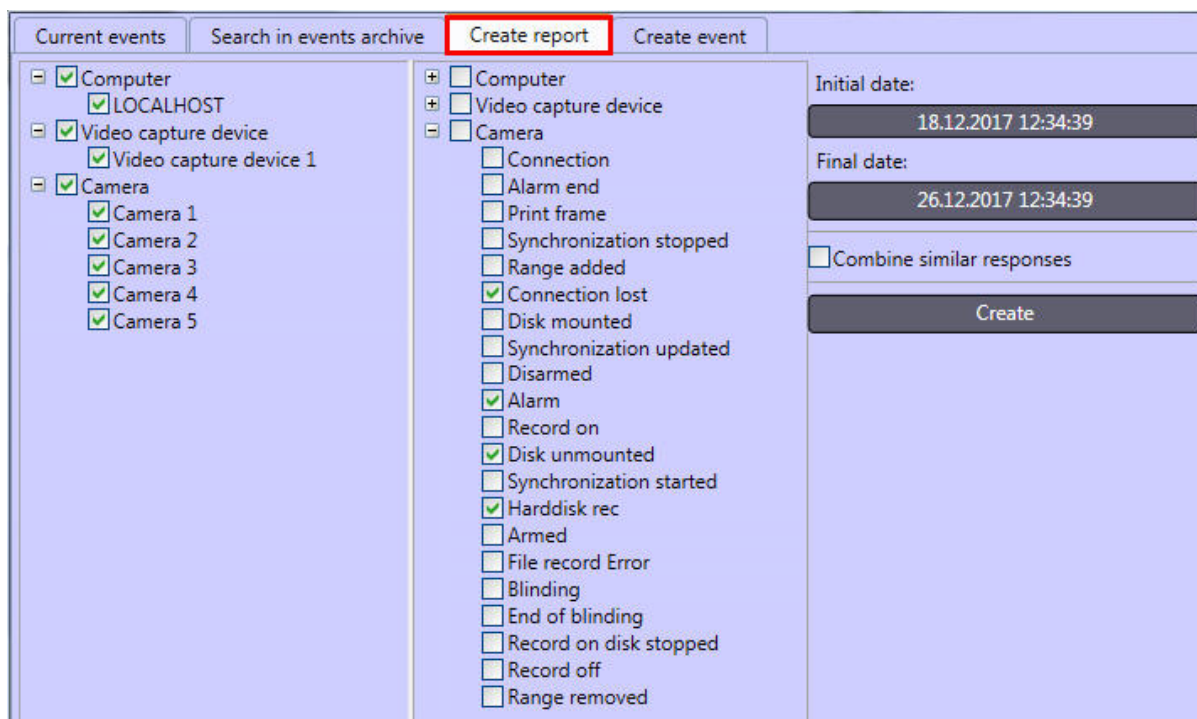 Current events
Search in events archive
Create report
Create event
Computer
LOCALHOST
Video capture device
Video capture device 1
Camera
Camera 1
Camera 2
Camera 3
Camera 4
Camera 5
Computer
Video capture device
Camera
Connection
Alarm end
Print frame
Synchronization stopped
Range added
Connection lost
Disk mounted
Synchronization updated
Disarmed
Alarm
Record on
Disk unmounted
Synchronization started
Harddisk rec
Armed
File record Error
Blinding
End of blinding
Record on disk stopped
Record off
Range removed
Initial date:
18.12.2017 12:34:39
Final date:
26.12.2017 12:34:39
Combine similar responses
Create